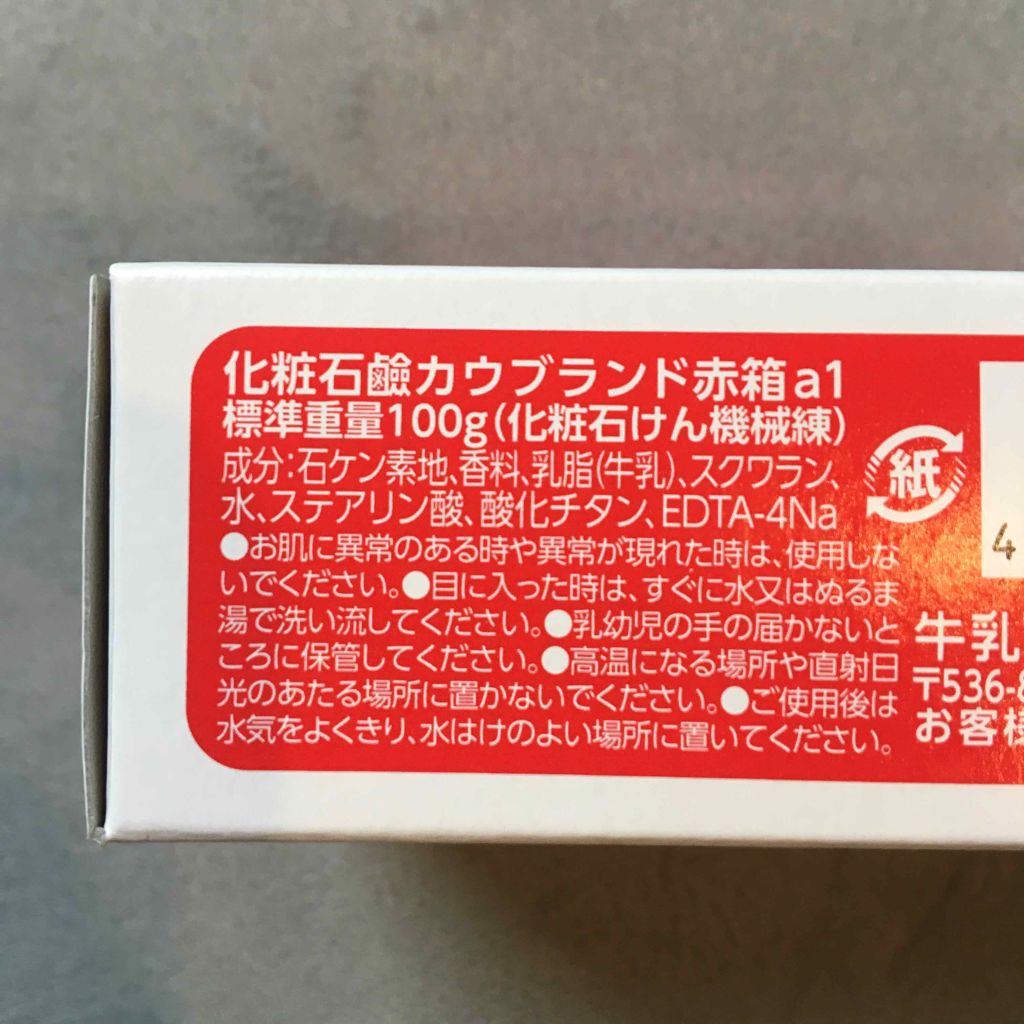 化粧石鹼カウブランド赤箱a1
標準重量100g(化粧石けん機械練)
成分:石ケン素地、香料、乳脂(牛乳)、スクワラン、
水、ステアリン酸、酸化チタン、EDTA-4Na
●お肌に異常のある時や異常が現れた時は、使用しな
いでください。●目に入った時は、すぐに水又はぬるま
湯で洗い流してください。●乳幼児の手の届かないと
ころに保管してください。●高温になる場所や直射日
光のあたる場所に置かないでください。●ご使用後は
水気をよくきり、水はけのよい場所に置いてください。
紙
4
牛乳
〒536-8
お客様